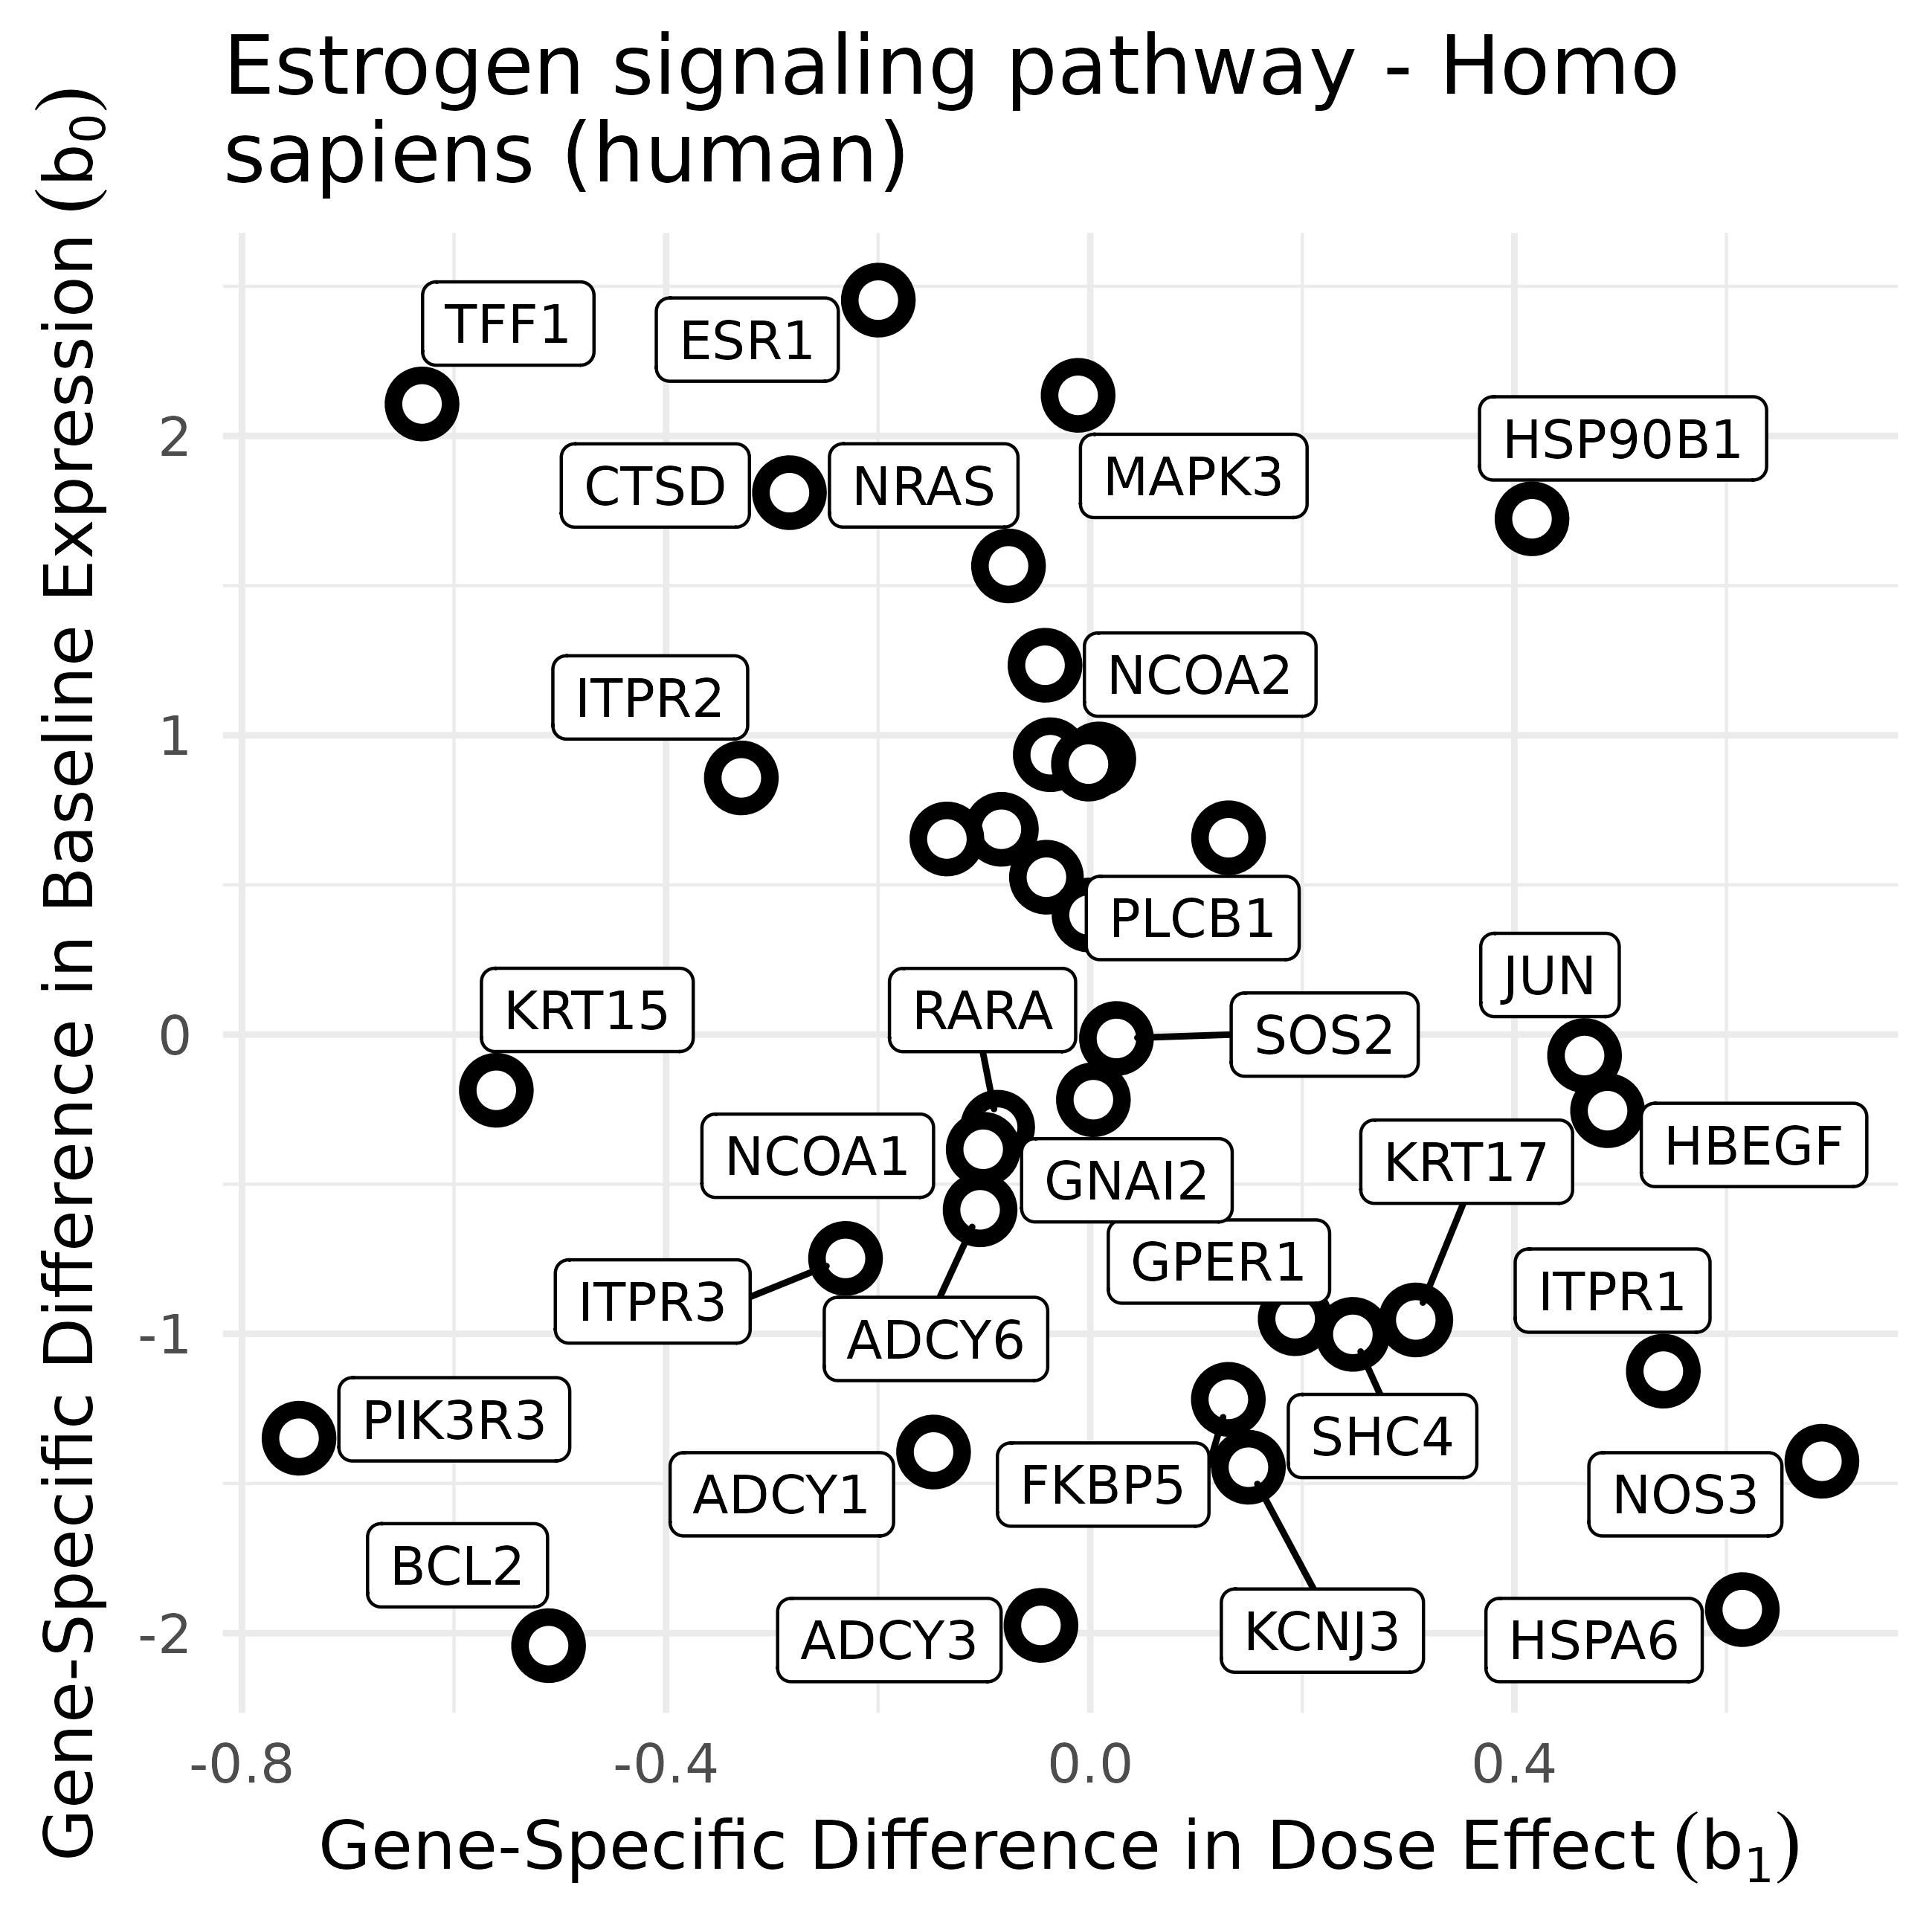 Estrogen signaling pathway - Homo
sapiens (human)
Gene-Specific Difference in Baseline Expression (b0)
TFF1
ESR1
HSP90B1
2
CTSD
NRAS
MAPK3
NCOA2
ITPR2
1
PLCB1
JUN
KRT15
RARA
SOS2
0
NCOA1
GNAI2
KRT17
HBEGF
GPER1
ITPR3
ADCY6
ITPR1
-1
PIK3R3
SHC4
ADCY1
FKBP5
NOS3
BCL2
ADCY3
KCNJ3
HSPA6
-2
-0.8
-0.4
0.0
0.4
Gene-Specific Difference in Dose Effect (b1)